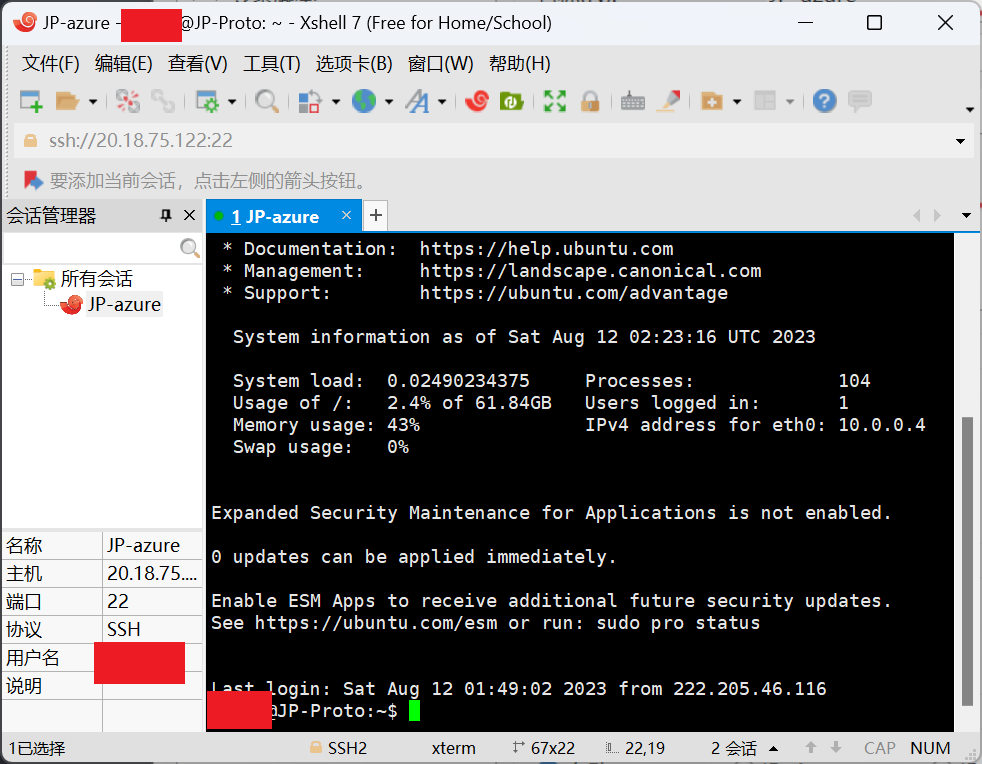 JP-azure - @JP-Proto: ~ - Xshell 7 (Free for Home/School)
文件(F) 编辑(E) 查看(V) 工具(T) 选项卡(B) 窗口(W) 帮助(H)
ssh://20.18.75.122:22
要添加当前会话，点击左侧的箭头按钮。
会话管理器
1 JP-azure
所有会话
JP-azure
* Documentation:  https://help.ubuntu.com
* Management:     https://landscape.canonical.com
* Support:        https://ubuntu.com/advantage
System information as of Sat Aug 12 02:23:16 UTC 2023
System load:  0.02490234375     Processes:             104
Usage of /:   2.4% of 61.84GB   Users logged in:       1
Memory usage: 43%               IPv4 address for eth0: 10.0.0.4
Swap usage:   0%
Expanded Security Maintenance for Applications is not enabled.
0 updates can be applied immediately.
Enable ESM Apps to receive additional future security updates.
See https://ubuntu.com/esm or run: sudo pro status
Last login: Sat Aug 12 01:49:02 2023 from 222.205.46.116
@JP-Proto:~$
名称 JP-azure
主机 20.18.75....
端口 22
协议 SSH
用户名
说明
1已选择 SSH2 xterm 67x22 22,19 2 会话 CAP NUM